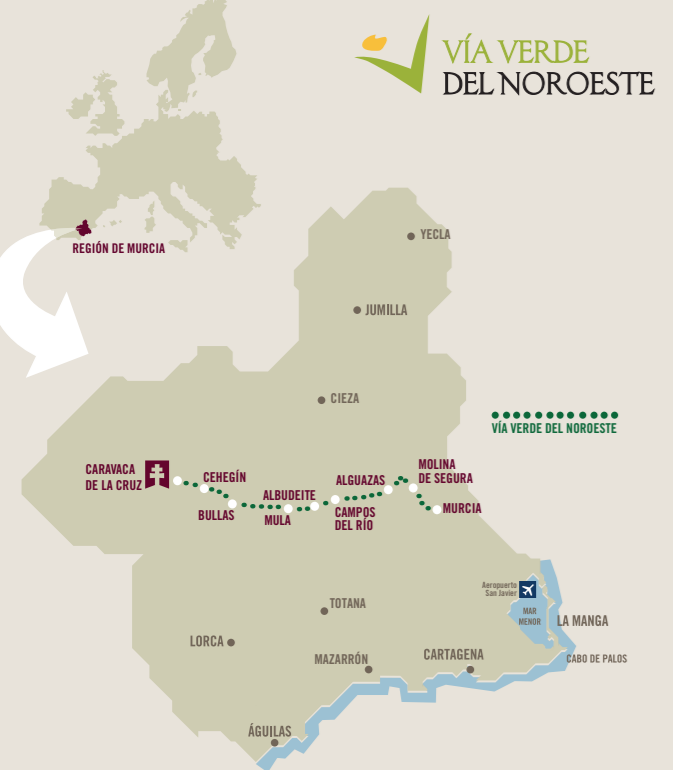 VÍA VERDE
DEL NOROESTE
REGIÓN DE MURCIA
YECLA
JUMILLA
CIEZA
VÍA VERDE DEL NOROESTE
CARAVACA
DE LA CRUZ
CEHEGÍN
BULLAS
ALBUDEITE
MULA
ALGUAZAS
CAMPOS
DEL RÍO
MOLINA
DE SEGURA
MURCIA
Aeropuerto
San Javier
MAR
MENOR
LA MANGA
TOTANA
LORCA
MAZARRÓN
CARTAGENA
CABO DE PALOS
ÁGUILAS